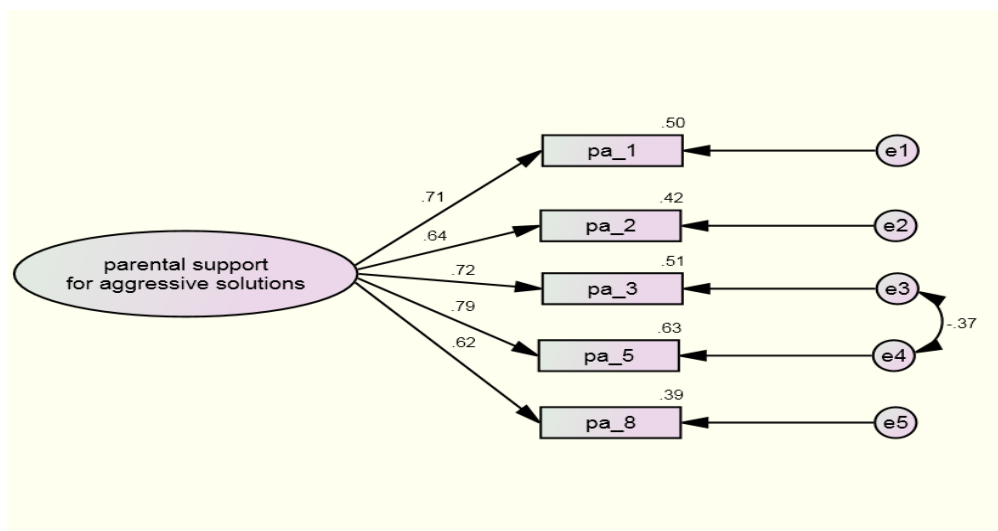 .50
pa_1
e1
.71
.42
pa_2
e2
.64
parental support
for aggressive solutions
.51
.72
pa_3
e3
.79
-.37
.63
pa_5
e4
.62
.39
pa_8
e5